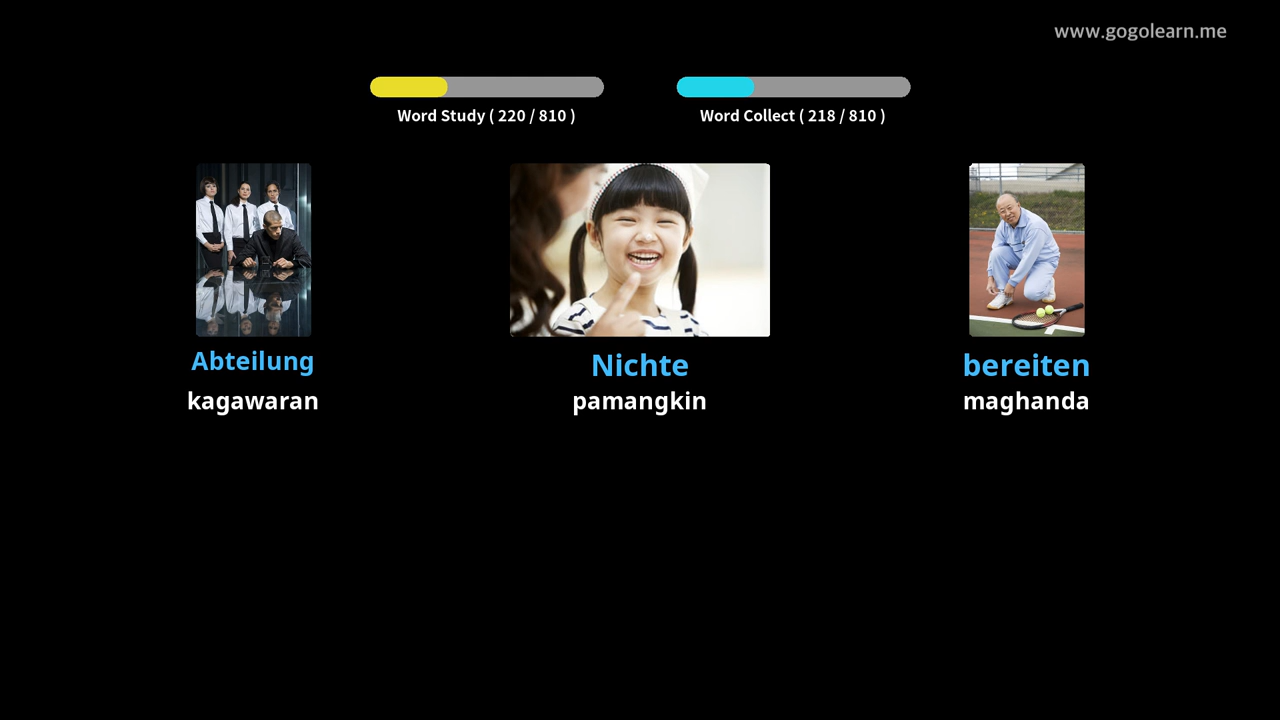 www.gogolearn.me
Word Study ( 220 / 810 )
Word Collect ( 218 / 810 )
Abteilung
kagawaran
Nichte
pamangkin
bereiten
maghanda